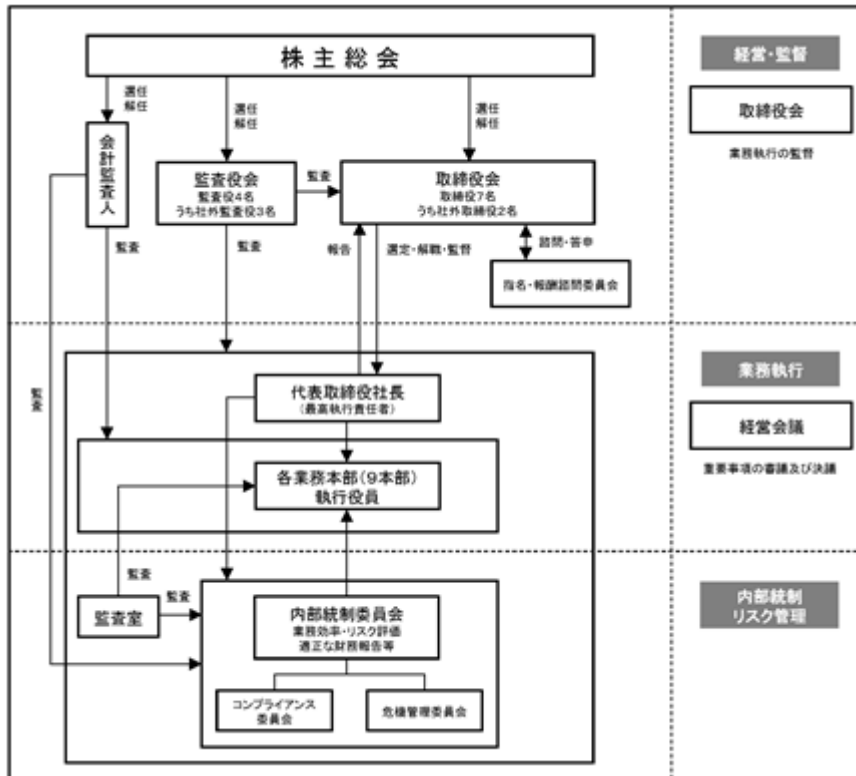 株主総会
経営・監督
選任
解任
選任
解任
選任
解任
取締役会
業務執行の監督
会計監査人
監査役会
監査役4名
うち社外監査役3名
監査
取締役会
取締役7名
うち社外取締役2名
監査
監査
報告
選定・解職・監督
諮問・答申
指名・報酬諮問委員会
監査
代表取締役社長
(最高執行責任者)
業務執行
経営会議
重要事項の審議及び決議
各業務本部(9本部)
執行役員
監査
監査室
監査
内部統制委員会
業務効率・リスク評価
適正な財務報告等
コンプライアンス
委員会
危機管理委員会
内部統制
リスク管理